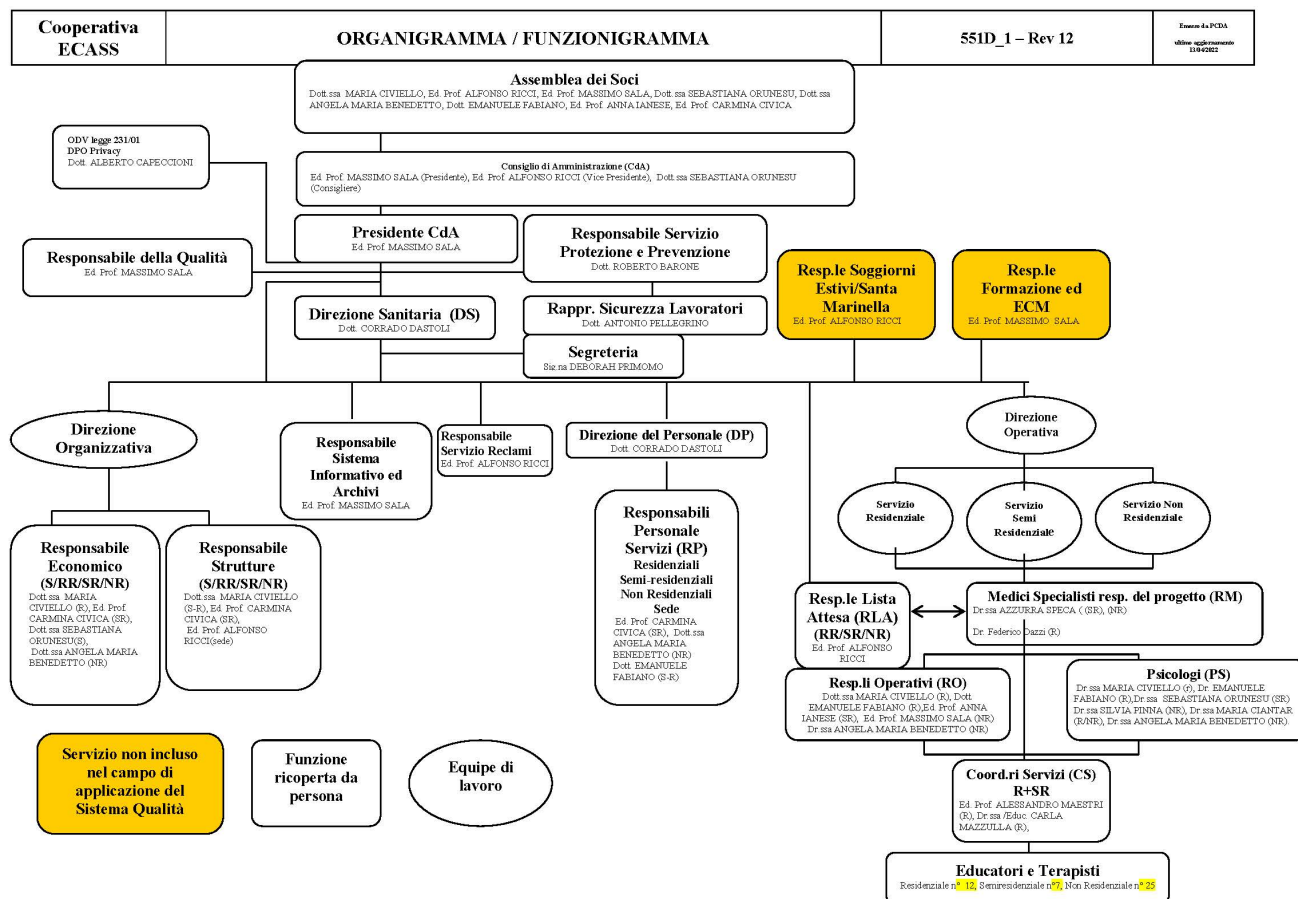 Cooperativa
ECASS
ORGANIGRAMMA / FUNZIONIGRAMMA
551D_1 – Rev 12
Emesso da PCDA
ultimo aggiornamento
13/04/2022
Assemblea dei Soci
Dott.ssa MARIA CIVIELLO, Ed. Prof. ALFONSO RICCI, Ed. Prof. MASSIMO SALA, Dott.ssa SEBASTIANA ORUNESU, Dott.ssa
ANGELA MARIA BENEDETTO, Dott. EMANUELE FABIANO, Ed. Prof. ANNA IANESE, Ed. Prof. CARMINA CIVICA
ODV legge 231/01
DPO Privacy
Dott. ALBERTO CAPECCIONI
Consiglio di Amministrazione (CdA)
Ed. Prof. MASSIMO SALA (Presidente), Ed. Prof. ALFONSO RICCI (Vice Presidente), Dott.ssa SEBASTIANA ORUNESU
(Consigliere)
Presidente CdA
Ed. Prof. MASSIMO SALA
Responsabile Servizio
Protezione e Prevenzione
Dott. ROBERTO BARONE
Responsabile della Qualità
Ed. Prof. MASSIMO SALA
Resp.le Soggiorni
Estivi/Santa
Marinella
Ed. Prof. ALFONSO RICCI
Resp.le
Formazione ed
ECM
Ed. Prof. MASSIMO SALA
Direzione Sanitaria (DS)
Dott. CORRADO DASTOLI
Rappr. Sicurezza Lavoratori
Dott. ANTONIO PELLEGRINO
Segreteria
Sig.na DEBORAH PRIMOMO
Direzione
Organizzativa
Responsabile
Sistema
Informativo ed
Archivi
Ed. Prof. MASSIMO SALA
Responsabile
Servizio Reclami
Ed. Prof. ALFONSO RICCI
Direzione del Personale (DP)
Dott. CORRADO DASTOLI
Direzione
Operativa
Servizio
Residenziale
Servizio
Semi
Residenziale
Servizio Non
Residenziale
Responsabile
Economico
(S/RR/SR/NR)
Dott.ssa MARIA
CIVIELLO (R), Ed. Prof.
CARMINA CIVICA (SR),
Dott.ssa SEBASTIANA
ORUNESU(S),
Dott.ssa ANGELA MARIA
BENEDETTO (NR)
Responsabile
Strutture
(S/RR/SR/NR)
Dott.ssa MARIA CIVIELLO
(S-R), Ed. Prof. CARMINA
CIVICA (SR),
Ed. Prof. ALFONSO
RICCI(sede)
Responsabili
Personale
Servizi (RP)
Residenziali
Semi-residenziali
Non Residenziali
Sede
Ed. Prof. CARMINA
CIVICA (SR), Dott.ssa
ANGELA MARIA
BENEDETTO (NR)
Dott. EMANUELE
FABIANO (S-R)
Resp.le Lista
Attesa (RLA)
(RR/SR/NR)
Ed. Prof. ALFONSO
RICCI
Medici Specialisti resp. del progetto (RM)
Dr.ssa AZZURRA SPECA ( (SR), (NR)
Dr. Federico Dazzi (R)
Resp.li Operativi (RO)
Dott.ssa MARIA CIVIELLO (R), Dott.
EMANUELE FABIANO (R),Ed. Prof. ANNA
IANESE (SR), Ed. Prof. MASSIMO SALA (NR)
Dr.ssa ANGELA MARIA BENEDETTO (NR)
Psicologi (PS)
Dr.ssa MARIA CIVIELLO (r), Dr. EMANUELE
FABIANO (R),Dr.ssa SEBASTIANA ORUNESU (SR)
Dr.ssa SILVIA PINNA (NR), Dr.ssa MARIA CIANTAR
(R/NR), Dr.ssa ANGELA MARIA BENEDETTO (NR).
Servizio non incluso
nel campo di
applicazione del
Sistema Qualità
Funzione
ricoperta da
persona
Equipe di
lavoro
Coord.ri Servizi (CS)
R+SR
Ed. Prof. ALESSANDRO MAESTRI
(R), Dr.ssa /Educ. CARLA
MAZZULLA (R),
Educatori e Terapisti
Residenziale n° 12, Semiresidenziale n°7, Non Residenziale n° 25